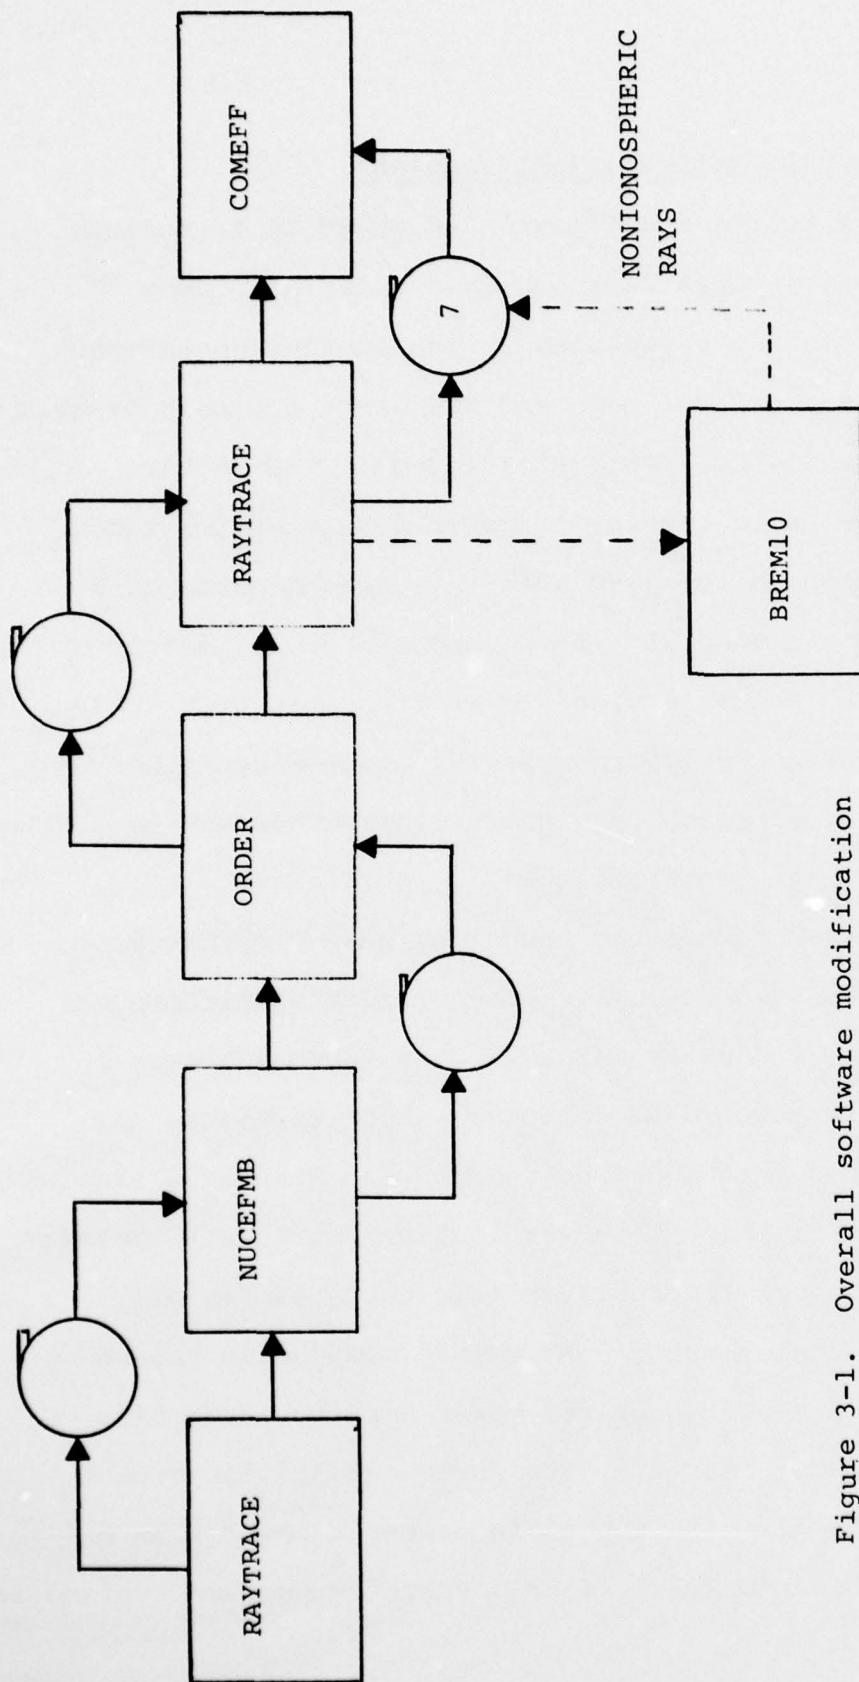 RAYTRACE
NUCEFMB
ORDER
RAYTRACE
COMEFF
7
NONIONOSPHERIC
RAYS
BREM10
Figure 3-1. Overall software modification